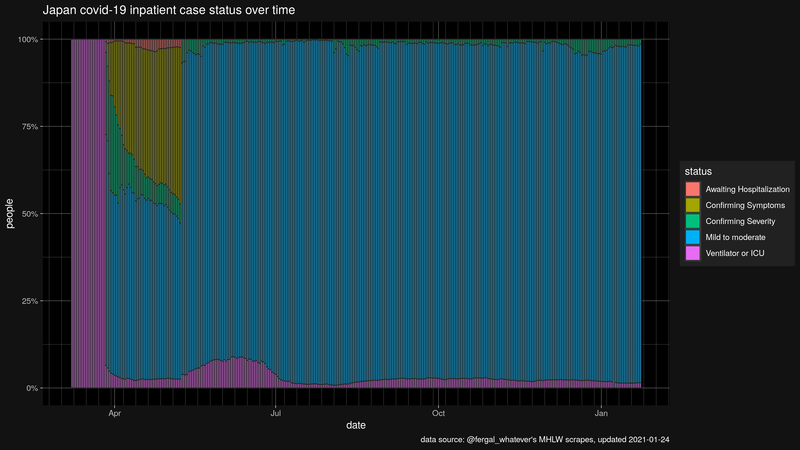 Japan covid-19 inpatient case status over time
100%
75%
50%
25%
0%
people
Apr
Jul
Oct
Jan
date
status
Awaiting Hospitalization
Confirming Symptoms
Confirming Severity
Mild to moderate
Ventilator or ICU
data source: @fergal_whatever's MHLW scrapes, updated 2021-01-24